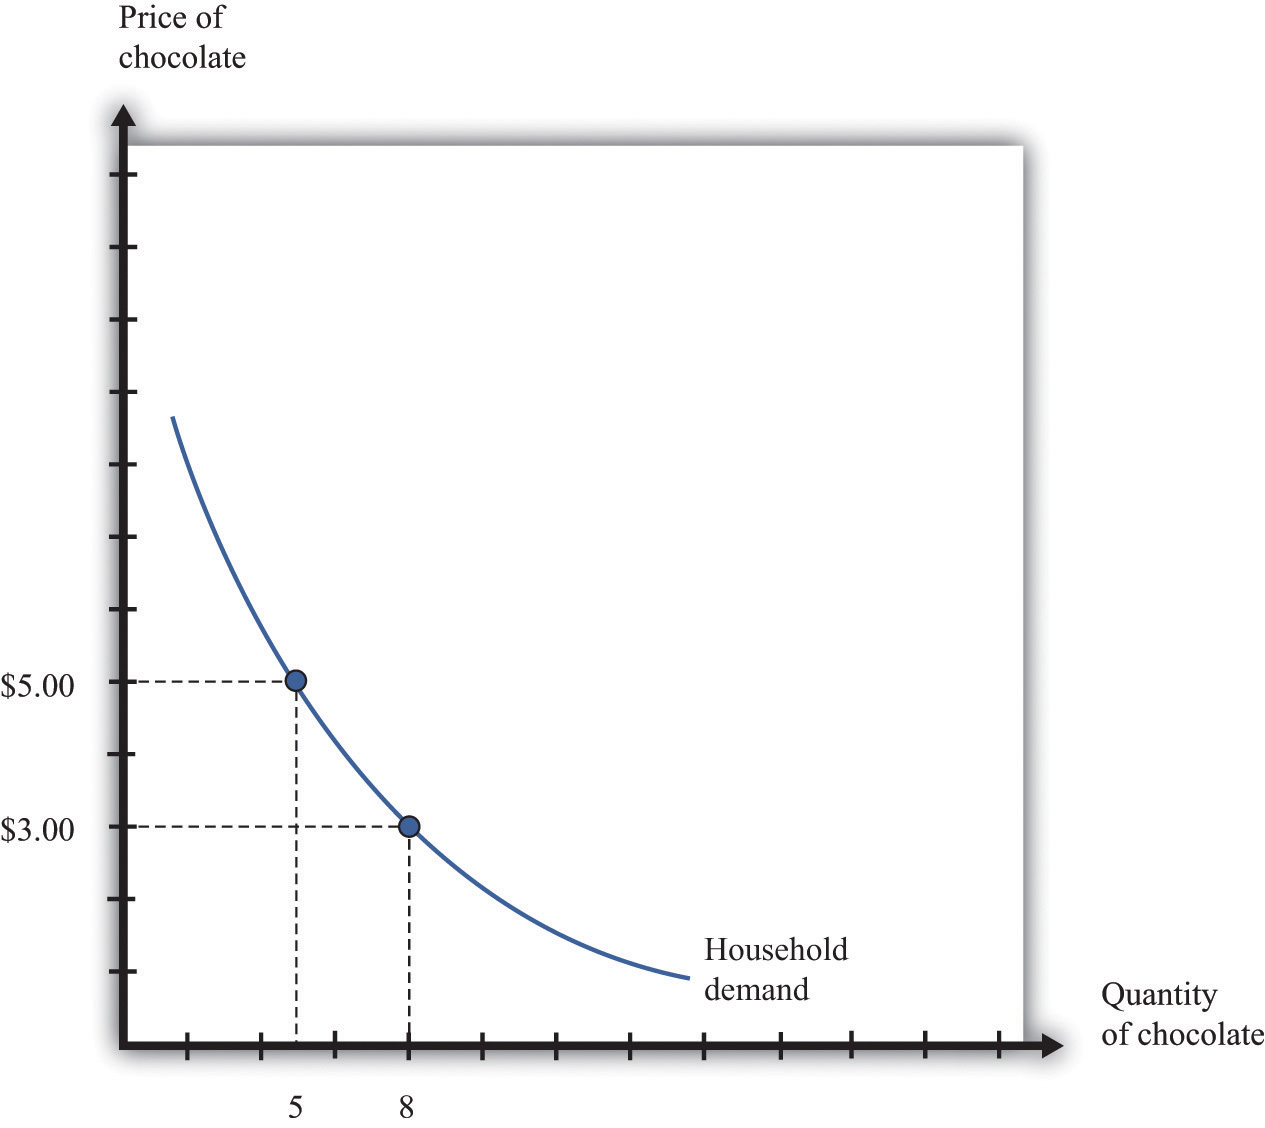 Price of
chocolate
$5.00
$3.00
Household
demand
Quantity
of chocolate
5
8